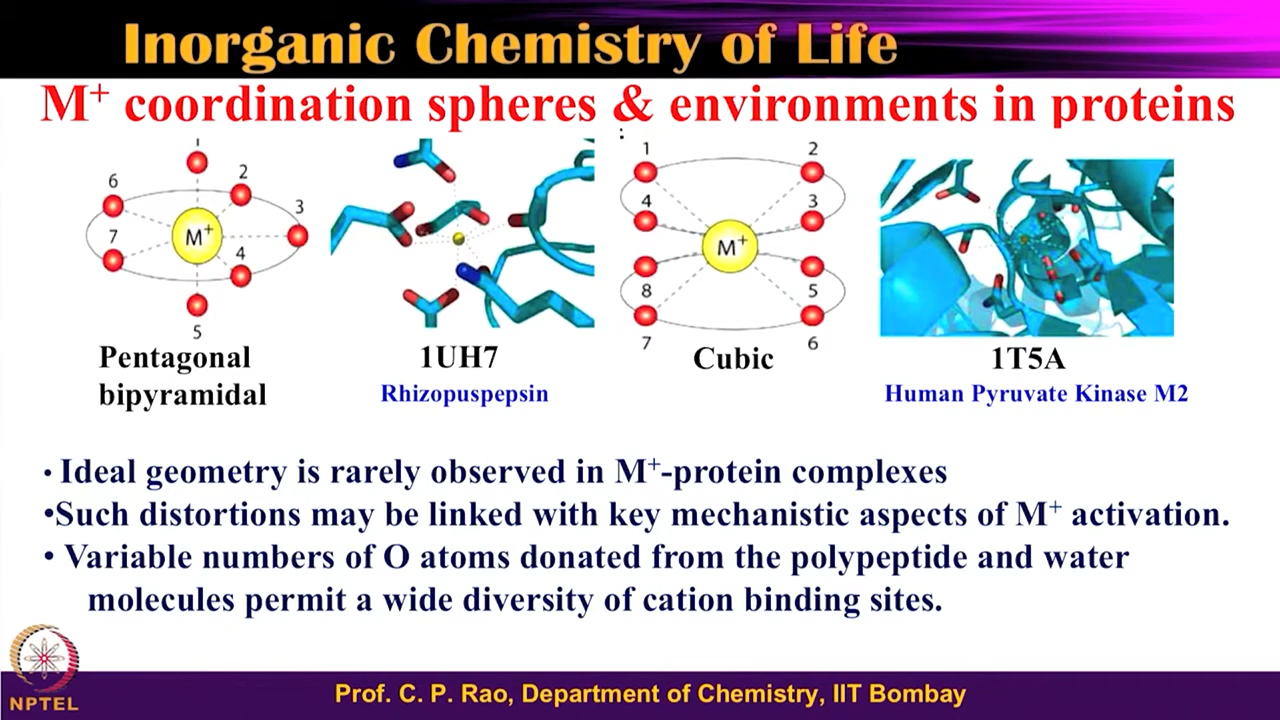 Inorganic Chemistry of Life
M⁺ coordination spheres & environments in proteins
:
1
2
3
4
5
6
7
M⁺
1
2
3
4
5
6
7
8
M⁺
Pentagonal
bipyramidal
1UH7
Rhizopuspepsin
Cubic
1T5A
Human Pyruvate Kinase M2
• Ideal geometry is rarely observed in M⁺-protein complexes
•Such distortions may be linked with key mechanistic aspects of M⁺ activation.
• Variable numbers of O atoms donated from the polypeptide and water
molecules permit a wide diversity of cation binding sites.
NPTEL
Prof. C. P. Rao, Department of Chemistry, IIT Bombay